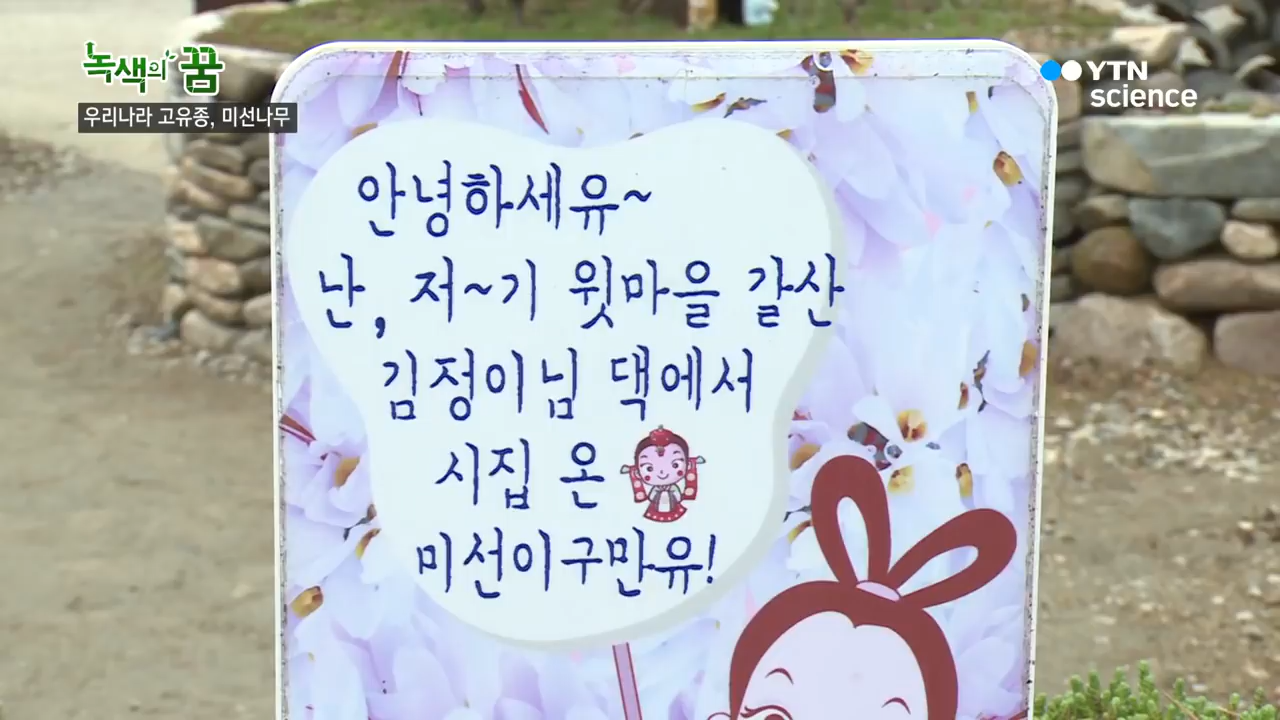 녹색의 꿈
우리나라 고유종, 미선나무
YTN
science
안녕하세유~
난, 저~기 윗마을 갈산
김정이님 댁에서
시집 온
미선이구만유!